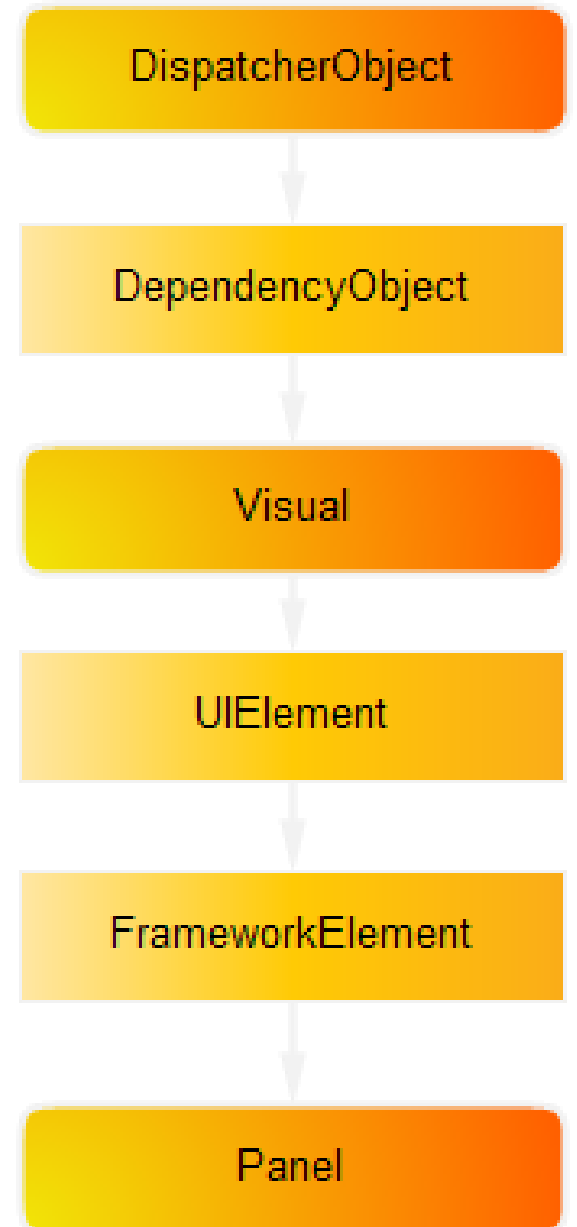 DispatcherObject
DependencyObject
Visual
UIElement
FrameworkElement
Panel